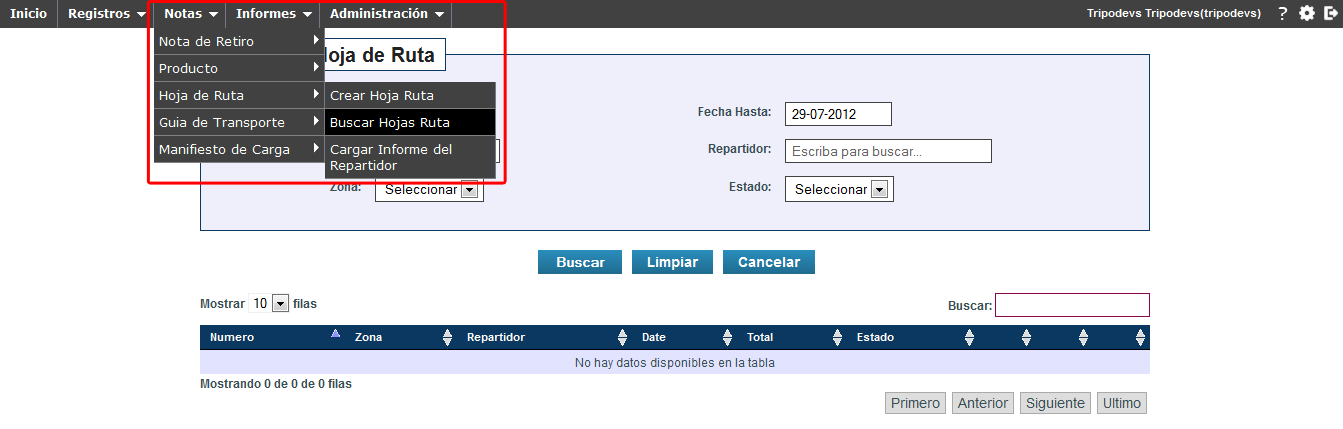 Inicio Registros Notas Informes Administración Tripodevs Tripodevs(tripodevs) ?
Nota de Retiro
Producto
Hoja de Ruta
Guia de Transporte
Manifiesto de Carga
Crear Hoja Ruta
Buscar Hojas Ruta
Cargar Informe del
Repartidor
oja de Ruta
Fecha Hasta: 29-07-2012
Repartidor: Escriba para buscar...
Zona: Seleccionar Estado: Seleccionar
Buscar Limpiar Cancelar
Mostrar 10 filas Buscar:
Numero Zona Repartidor Date Total Estado
No hay datos disponibles en la tabla
Mostrando 0 de 0 de 0 filas
Primero Anterior Siguiente Ultimo